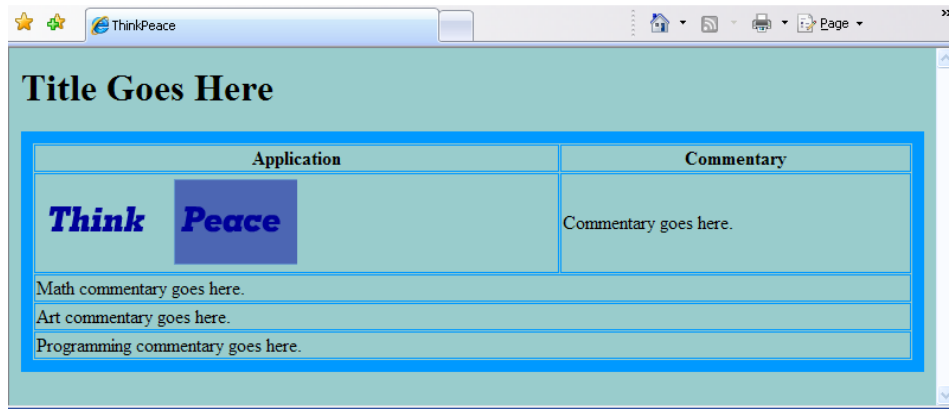 ThinkPeace
Page
Title Goes Here
Application Commentary
Think Peace Commentary goes here.
Math commentary goes here.
Art commentary goes here.
Programming commentary goes here.